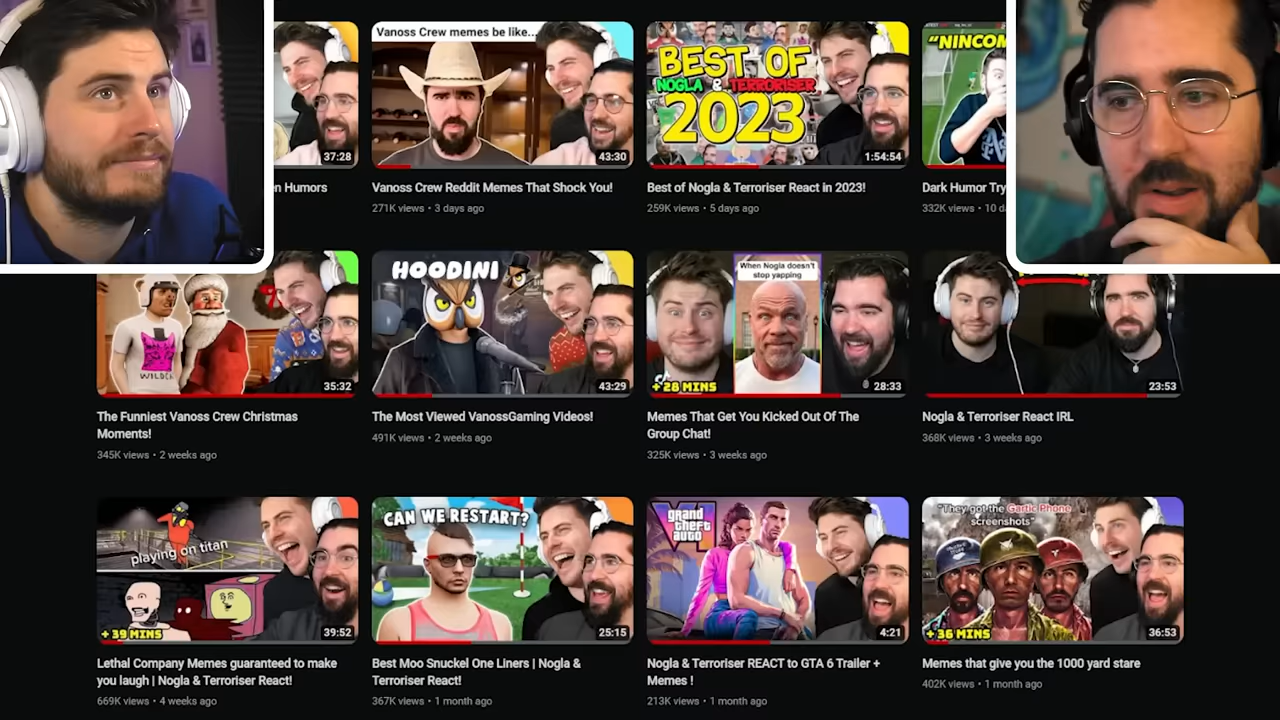 37:28
n Humors
Vanoss Crew memes be like...
43:30
Vanoss Crew Reddit Memes That Shock You!
271K views • 3 days ago
BEST OF
NOGLA & TERRORISER
2023
1:54:54
Best of Nogla & Terroriser React in 2023!
259K views • 5 days ago
"NINCOM
Dark Humor Try
332K views • 10 d
WILDC
35:32
The Funniest Vanoss Crew Christmas
Moments!
345K views • 2 weeks ago
HOODINI
43:29
The Most Viewed VanossGaming Videos!
491K views • 2 weeks ago
When Nogla doesn't
stop yapping
+28 MINS
28:33
Memes That Get You Kicked Out Of The
Group Chat!
325K views • 3 weeks ago
23:53
Nogla & Terroriser React IRL
368K views • 3 weeks ago
playing on titan
+39 MINS
39:52
Lethal Company Memes guaranteed to make
you laugh | Nogla & Terroriser React!
669K views • 4 weeks ago
CAN WE RESTART?
25:15
Best Moo Snuckel One Liners | Nogla &
Terroriser React!
367K views • 1 month ago
grand
theft
auto
VI
4:21
Nogla & Terroriser REACT to GTA 6 Trailer +
Memes !
213K views • 1 month ago
"They got the Gartic Phone
screenshots"
+36 MINS
36:53
Memes that give you the 1000 yard stare
402K views • 1 month ago